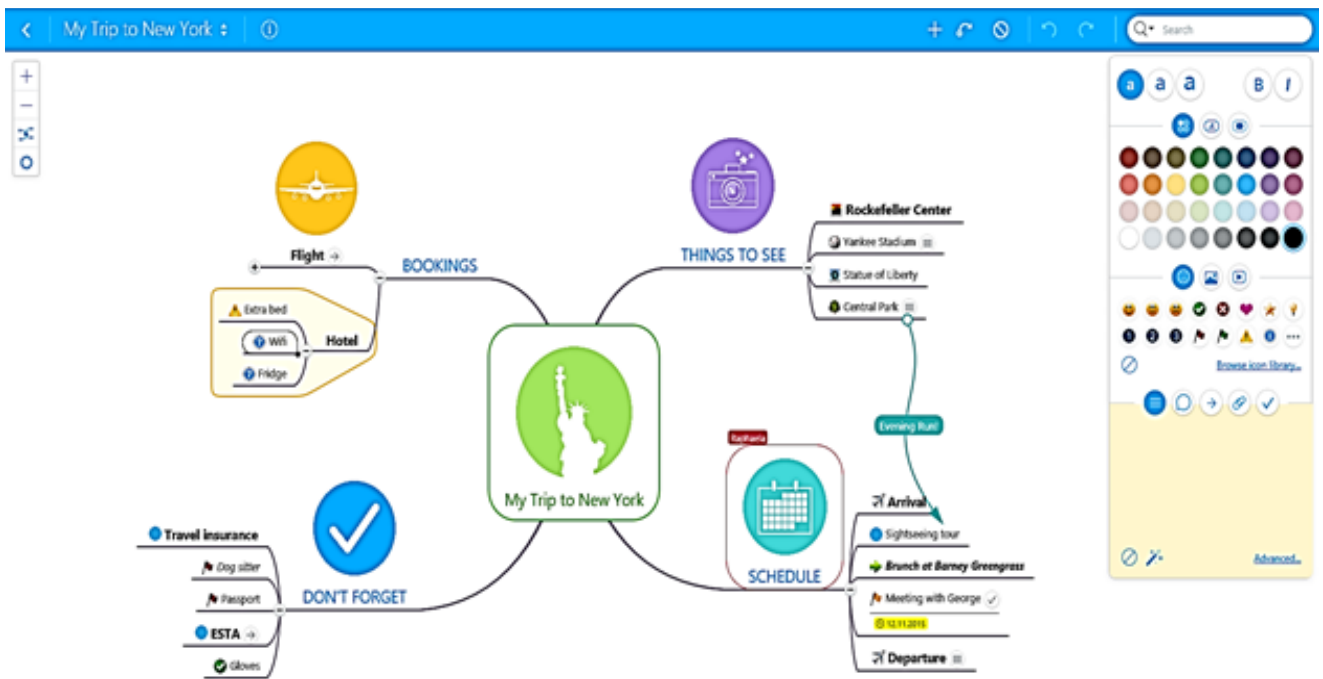 My Trip to New York
Search
a a a B I
THINGS TO SEE
Rockefeller Center
Yankee Stadium
Statue of Liberty
Central Park
Flight
BOOKINGS
Extra bed
Wifi
Hotel
Fridge
1 2 3
Browse icon library...
Evening Run!
My Trip to New York
Arrival
Sightseeing tour
Brunch at Barney Greengrass
Meeting with George
12.11.2015
Departure
SCHEDULE
Travel insurance
Dog sitter
Passport
ESTA
Gloves
DON'T FORGET
Advanced...